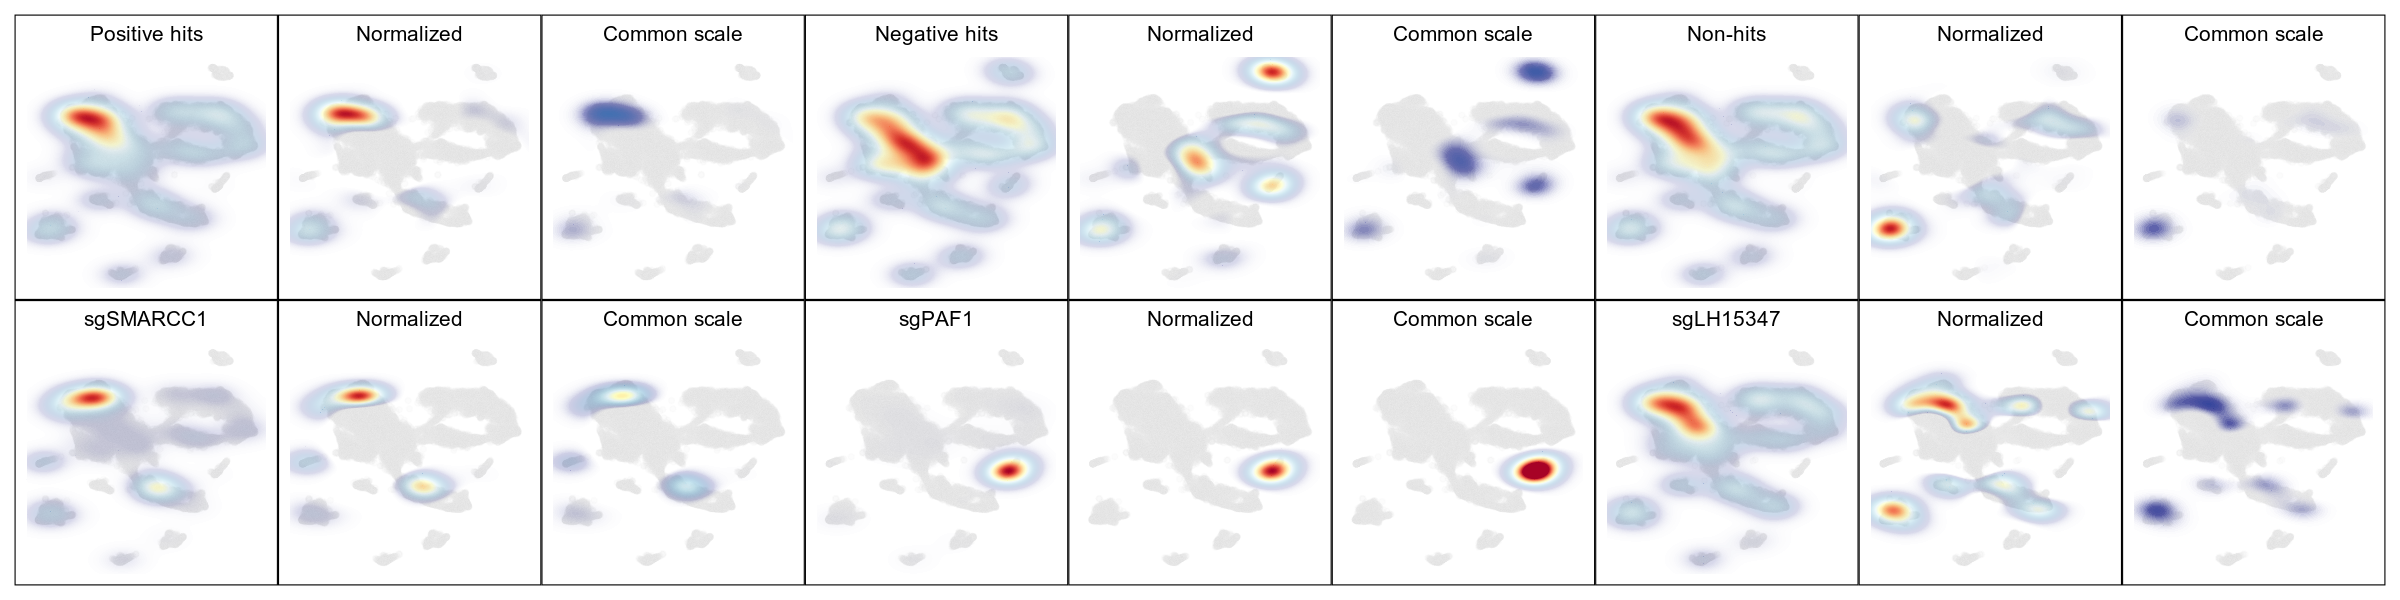 Positive hits
Normalized
Common scale
Negative hits
Normalized
Common scale
Non-hits
Normalized
Common scale
sgSMARCC1
Normalized
Common scale
sgPAF1
Normalized
Common scale
sgLH15347
Normalized
Common scale